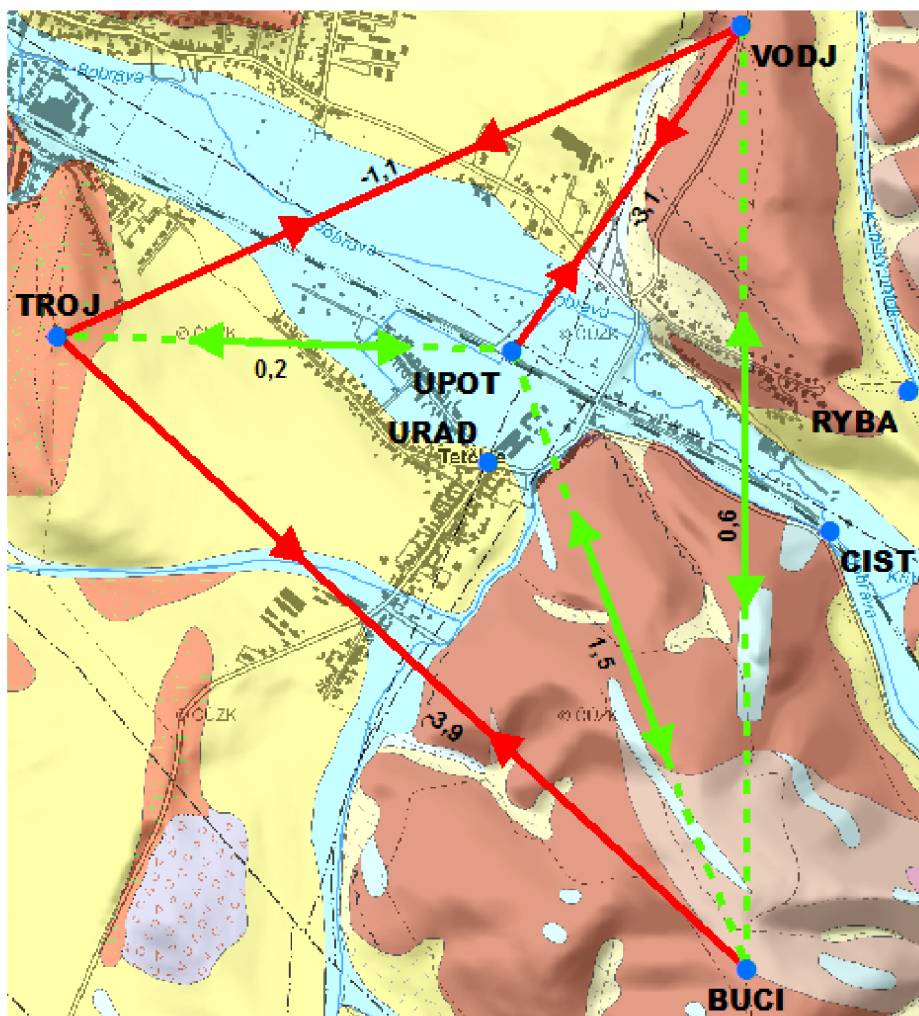 VODJ
Bobrava
-1,1
-3,1
Bobrava
TROJ
© ČÚZK
Bobrava
© ČÚZK
0,2
UPOT
URAD
RYBA
0,6
CIST
1,5
© ČÚZK
© ČÚZK
-3,9
BUCI